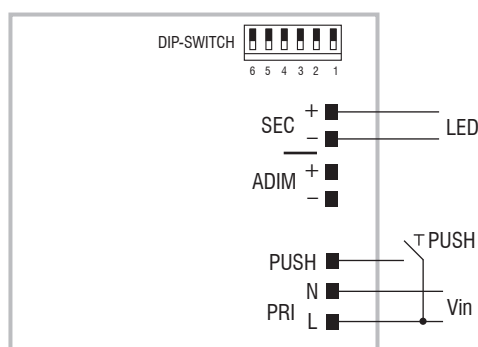 DIP-SWITCH
6 5 4 3 2 1
SEC + LED
−
ADIM +
−
PUSH PUSH
PRI N Vin
L